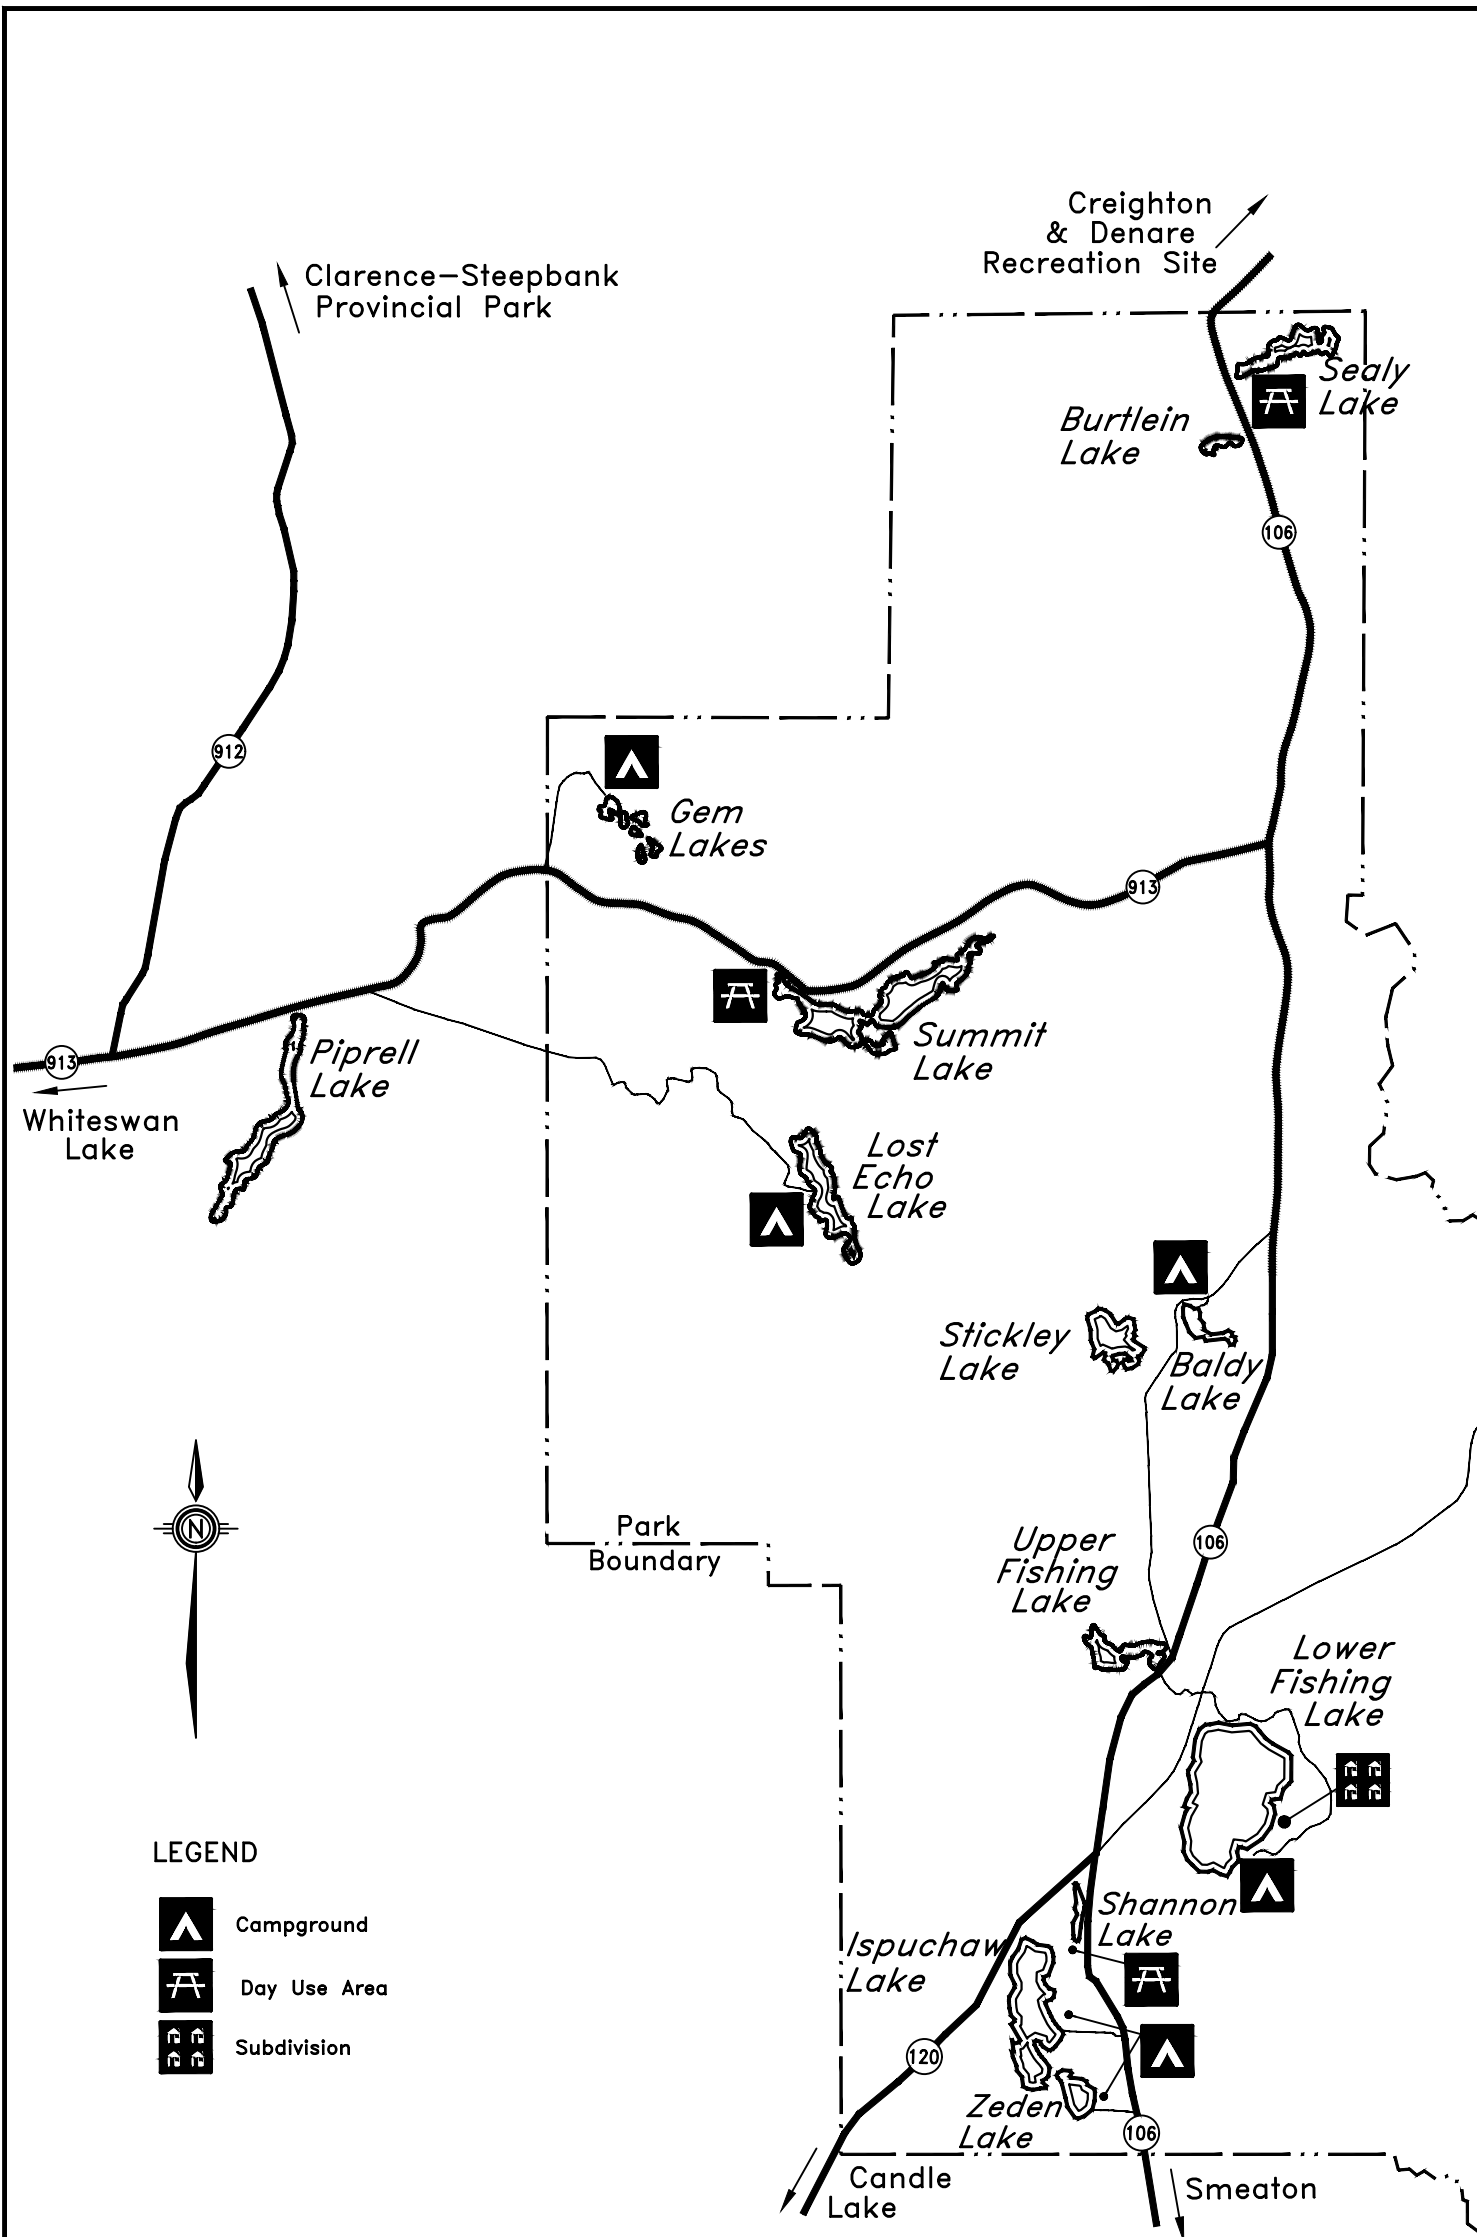 Creighton
& Denare
Recreation Site
Clarence-Steepbank
Provincial Park
Sealy
Lake
Burtlein
Lake
106
912
Gem
Lakes
913
Summit
Lake
Piprell
Lake
913
Whiteswan
Lake
Lost
Echo
Lake
Stickley
Lake
Baldy
Lake
N
Park
Boundary
106
Upper
Fishing
Lake
Lower
Fishing
Lake
LEGEND
Campground
Day Use Area
Subdivision
Shannon
Lake
Ispuchaw
Lake
120
Zeden
Lake
106
Candle
Lake
Smeaton